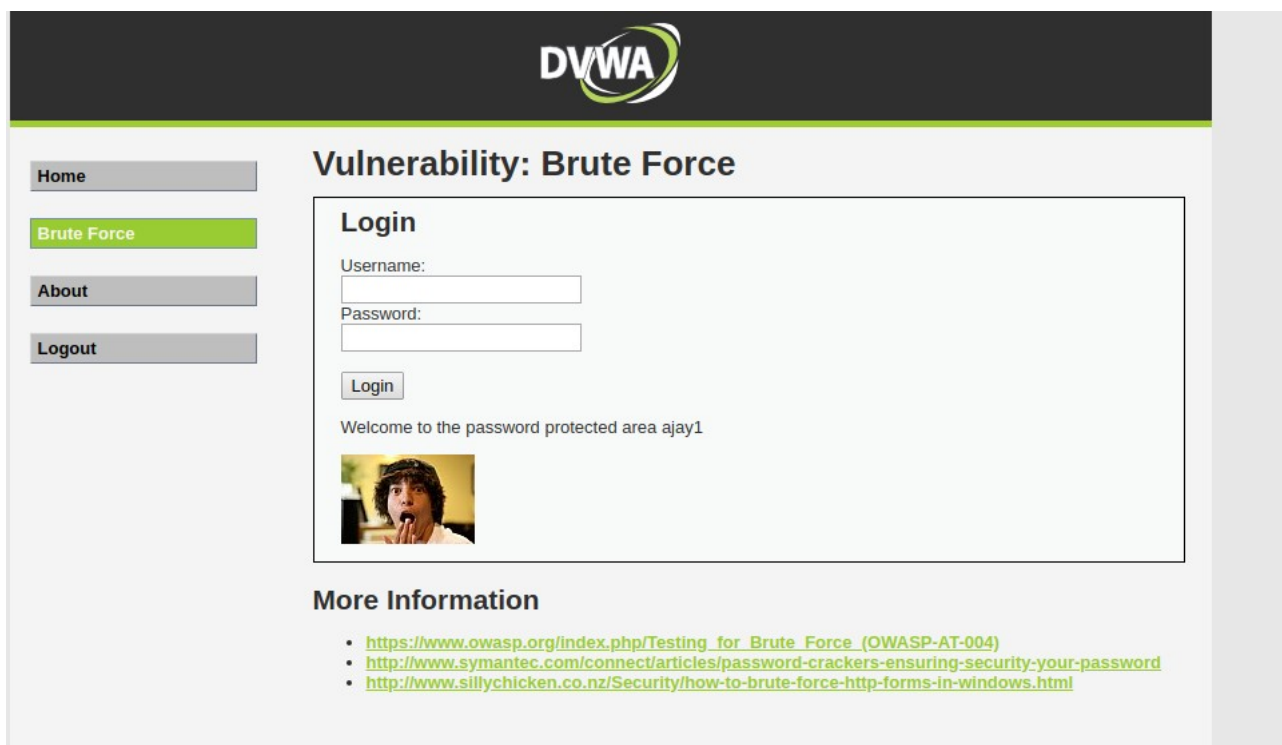 DVWA
Home
Brute Force
About
Logout
Vulnerability: Brute Force
Login
Username:
Password:
Login
Welcome to the password protected area ajay1
More Information
https://www.owasp.org/index.php/Testing_for_Brute_Force_(OWASP-AT-004)
http://www.symantec.com/connect/articles/password-crackers-ensuring-security-your-password
http://www.sillychicken.co.nz/Security/how-to-brute-force-http-forms-in-windows.html